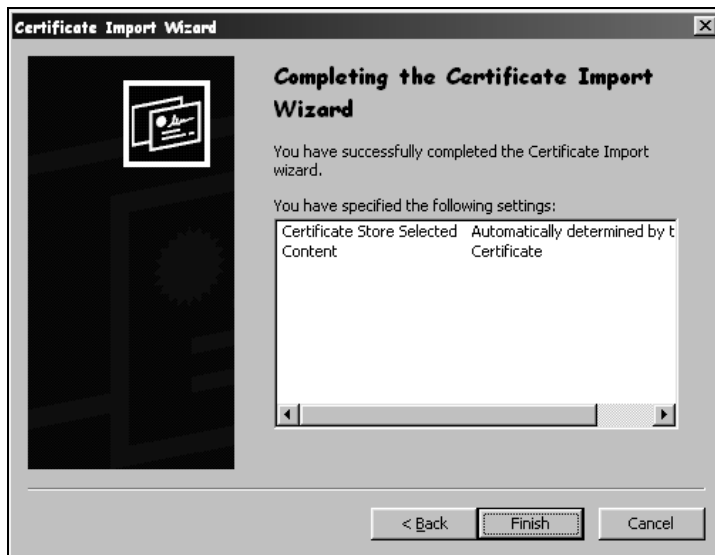 Certificate Import Wizard
Completing the Certificate Import
Wizard
You have successfully completed the Certificate Import
wizard.
You have specified the following settings:
Certificate Store Selected Automatically determined by t
Content Certificate
< Back Finish Cancel